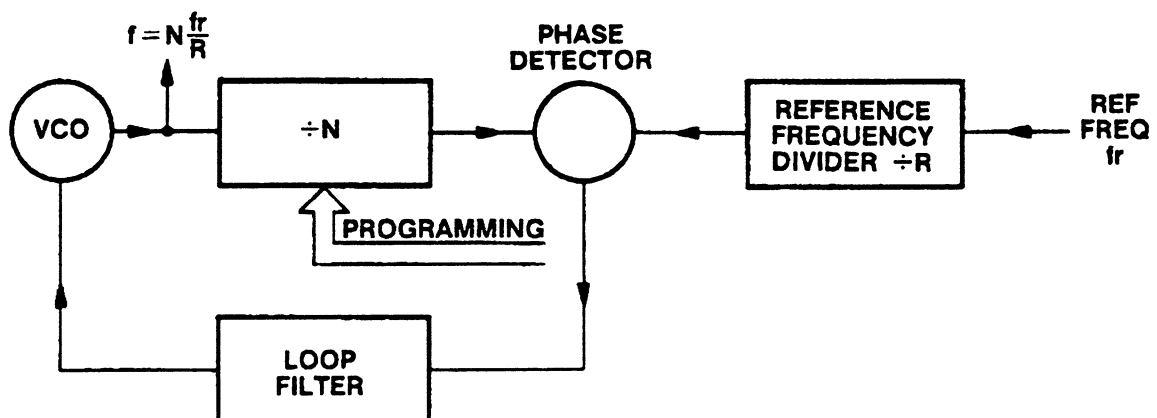 f = N fr/R
PHASE
DETECTOR
VCO
÷N
REFERENCE
FREQUENCY
DIVIDER ÷R
REF
FREQ
fr
PROGRAMMING
LOOP
FILTER